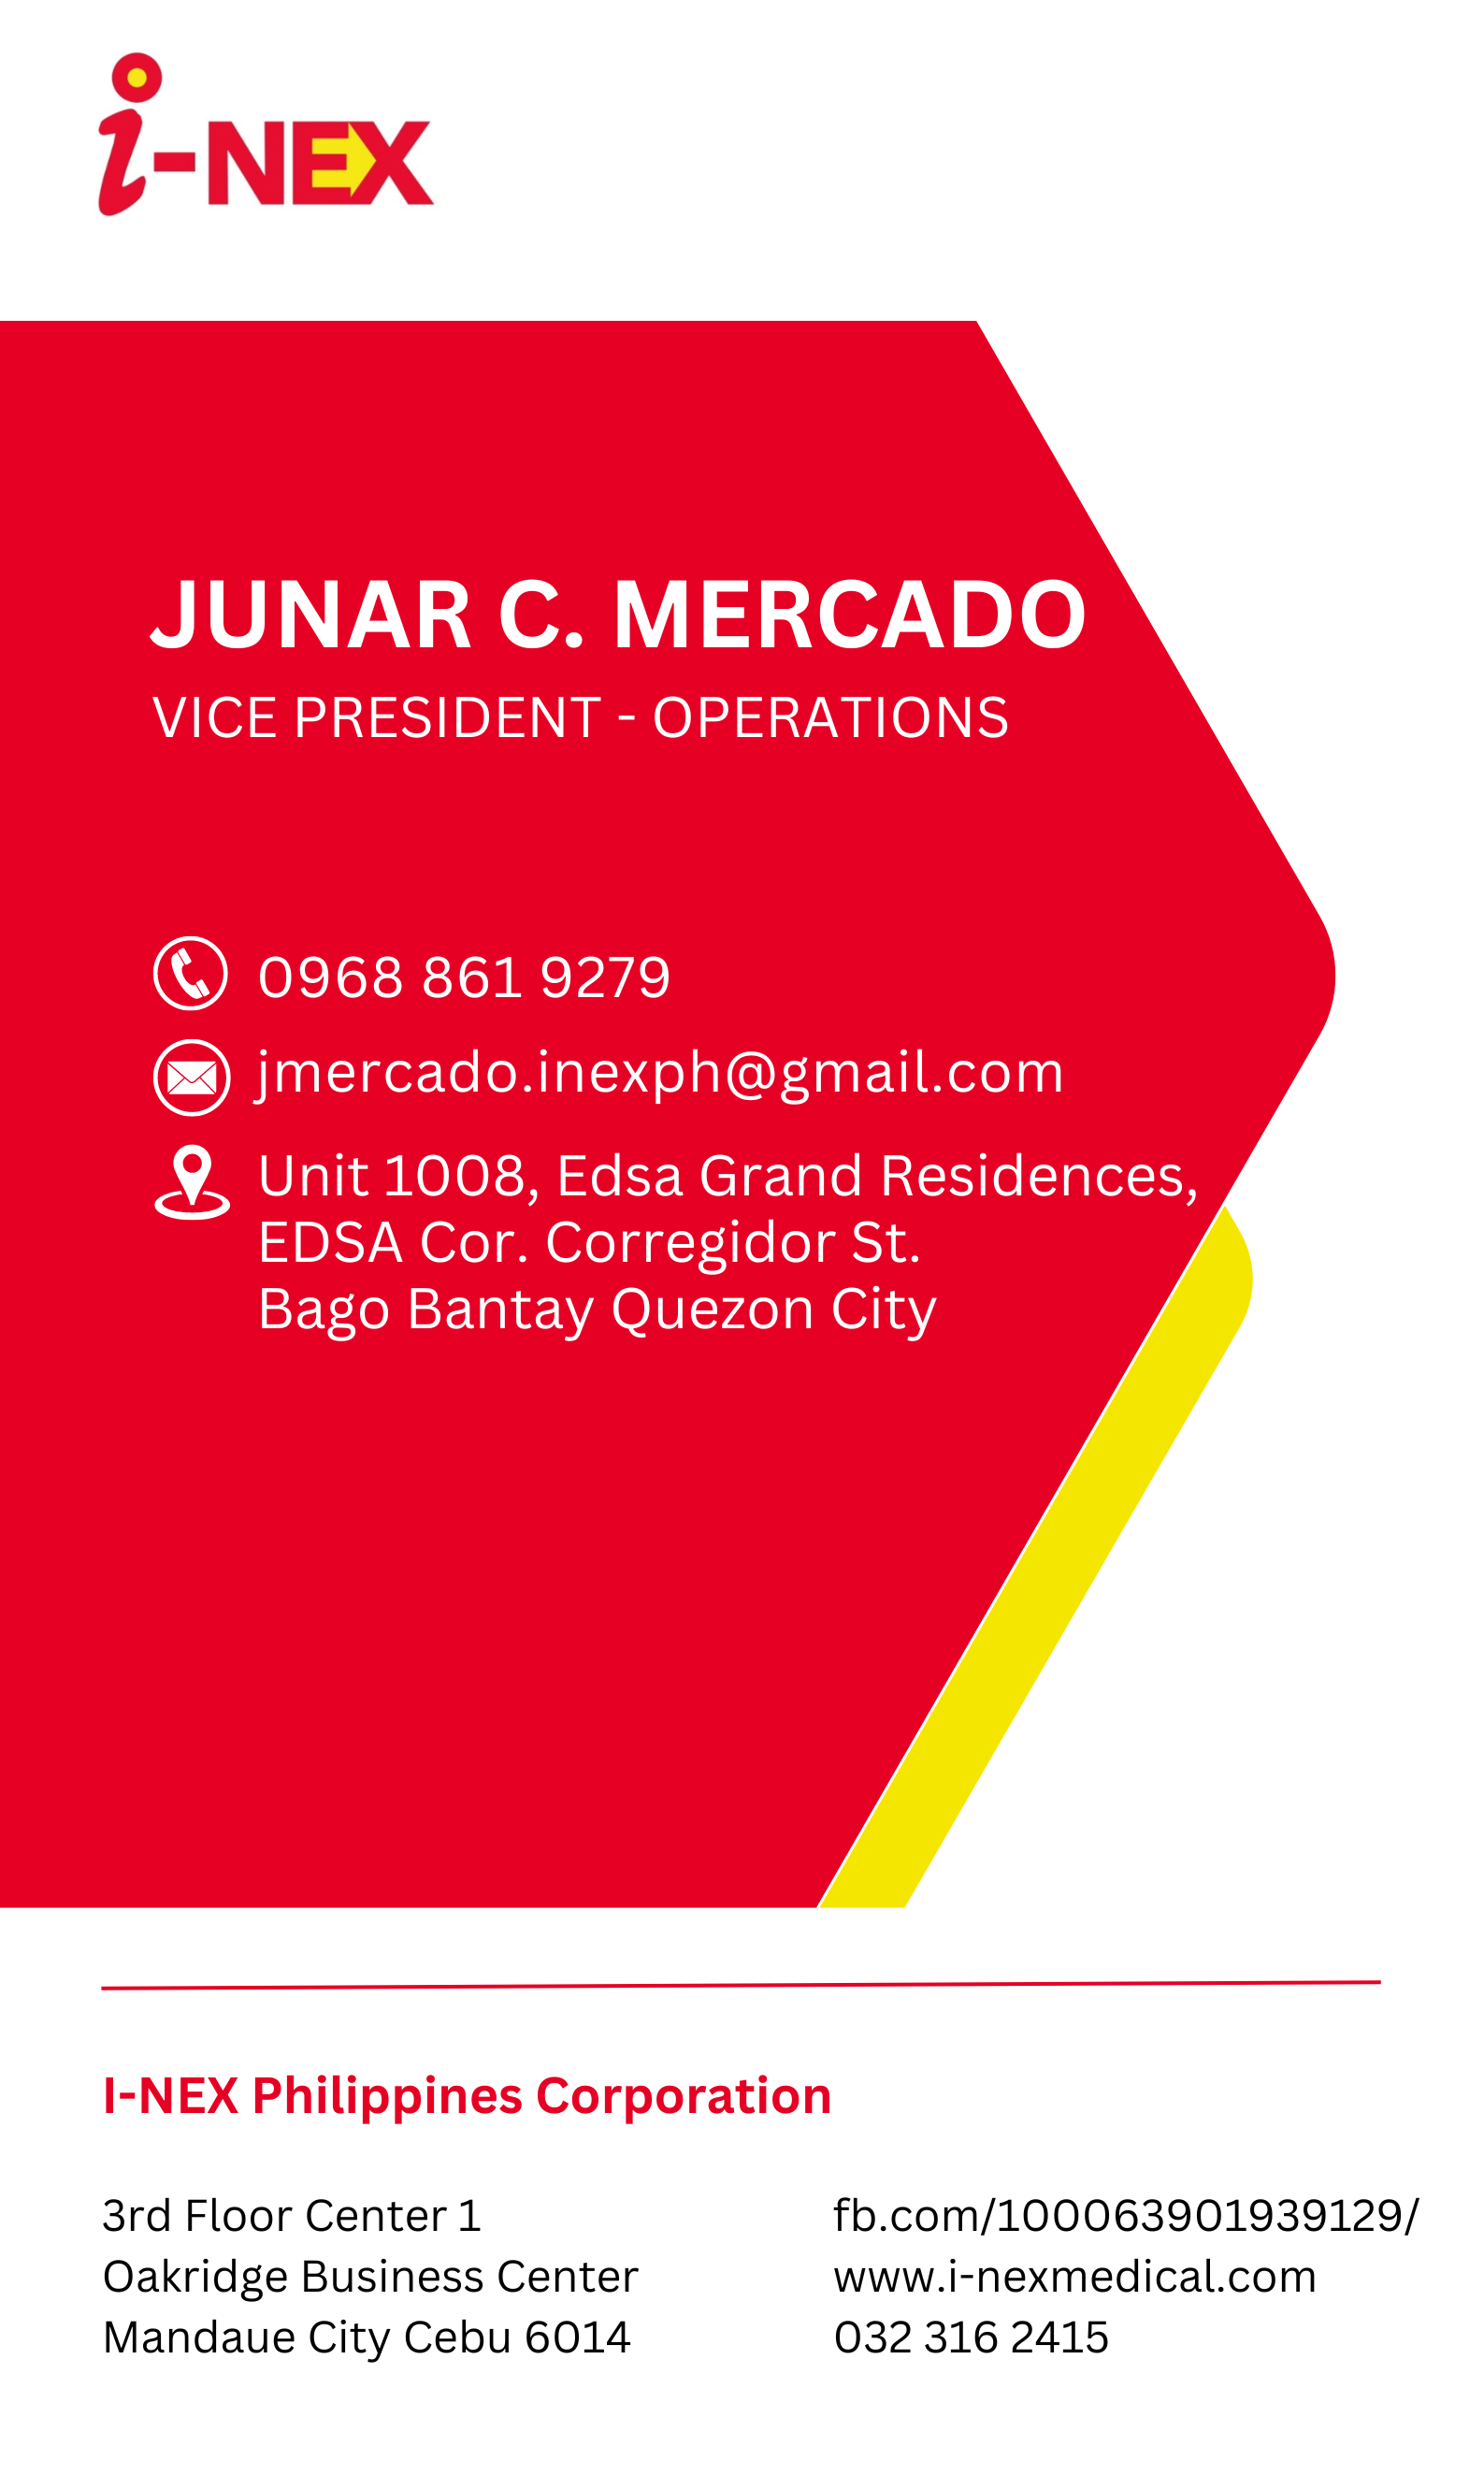 i-NEX
JUNAR C. MERCADO
VICE PRESIDENT - OPERATIONS
0968 861 9279
jmercado.inexph@gmail.com
Unit 1008, Edsa Grand Residences,
EDSA Cor. Corregidor St.
Bago Bantay Quezon City
I-NEX Philippines Corporation
3rd Floor Center 1
Oakridge Business Center
Mandaue City Cebu 6014
fb.com/100063901939129/
www.i-nexmedical.com
032 316 2415